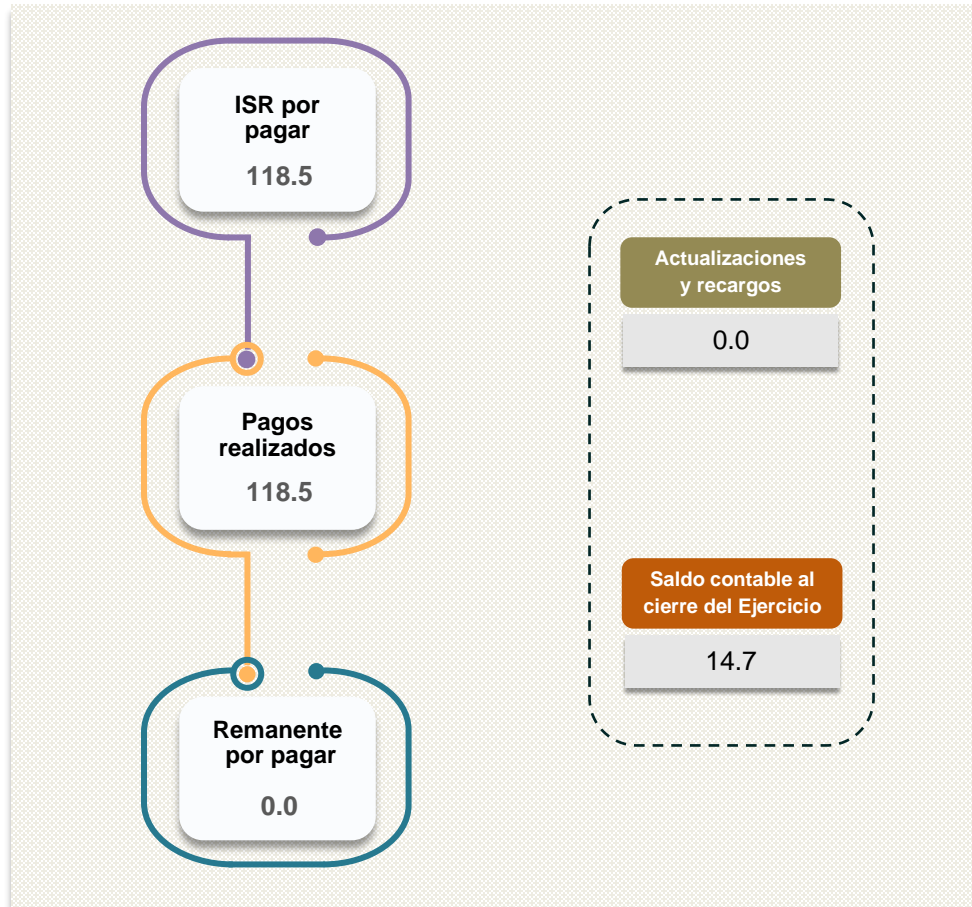 ISR por
pagar
118.5
Pagos
realizados
118.5
Remanente
por pagar
0.0
Actualizaciones
y recargos
0.0
Saldo contable al
cierre del Ejercicio
14.7